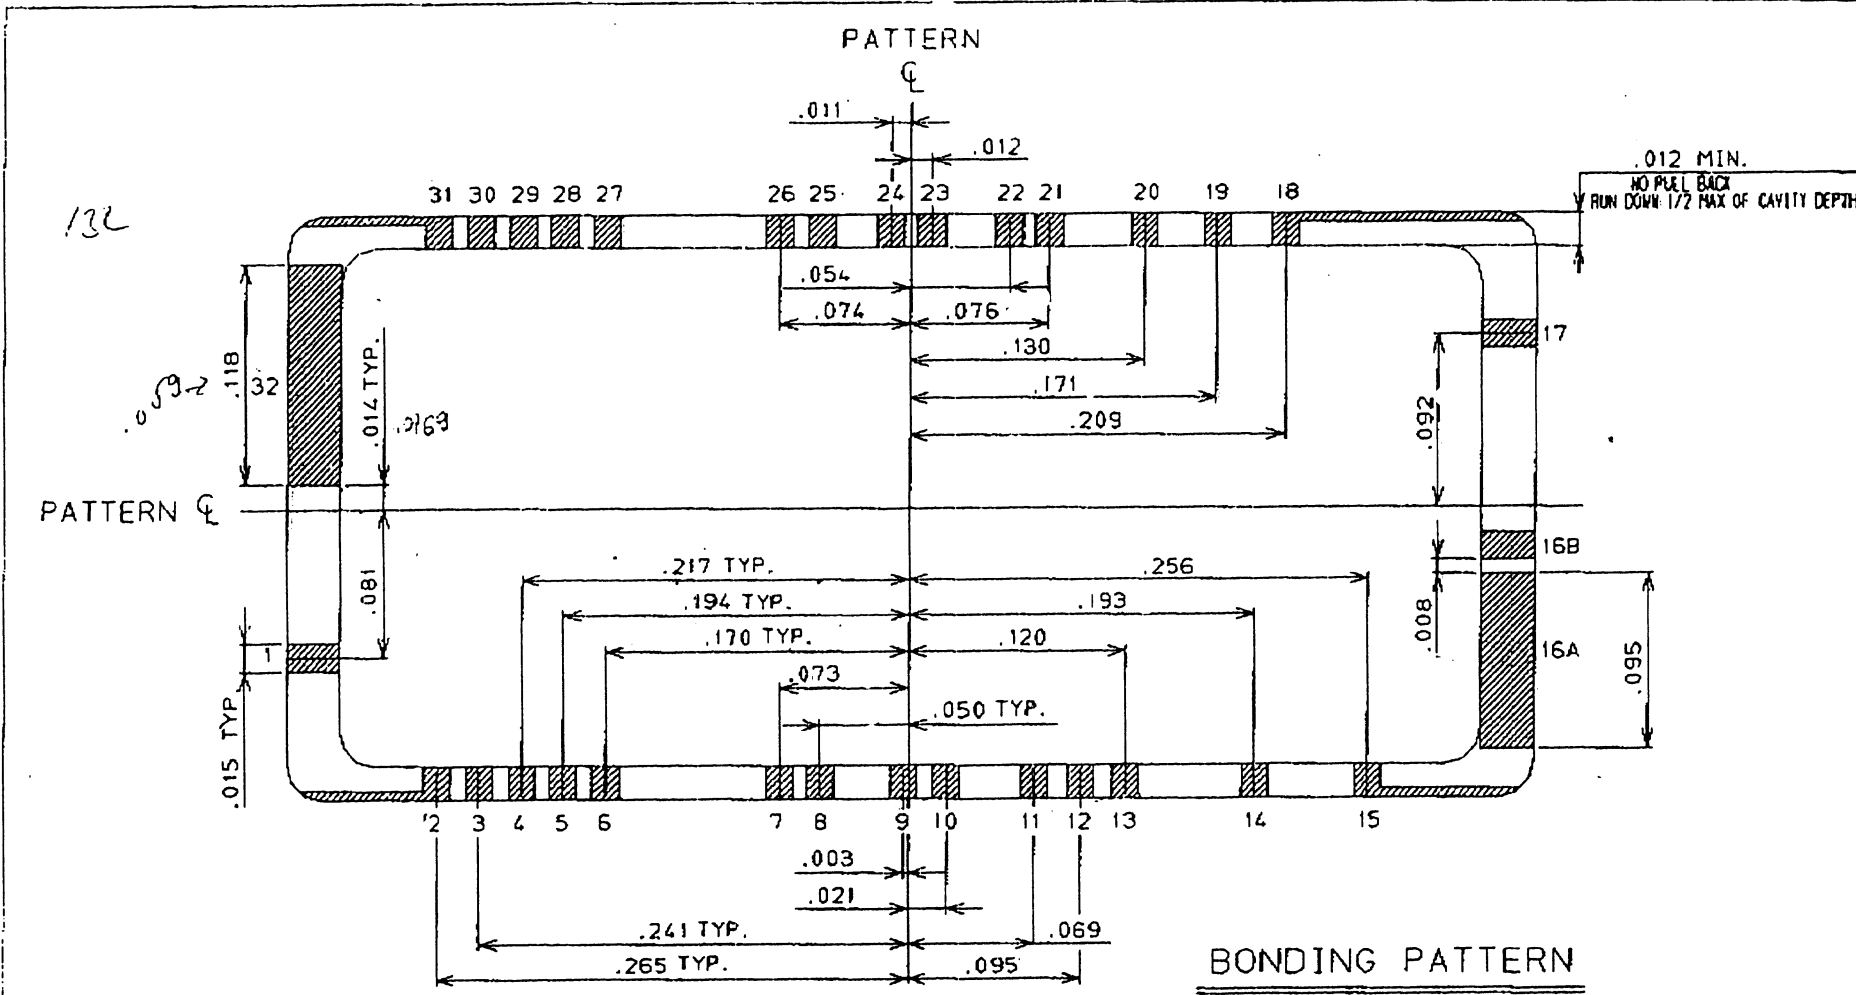 PATTERN
℄
.011
.012
.012 MIN.
NO PULL BACK
RUN DOWN 1/2 MAX OF CAVITY DEPTH
132
31 30 29 28 27 26 25 24 23 22 21 20 19 18
.054
.074 .076
.130
.171
.209
.118
32
.014 TYP.
.0169
17
.092
PATTERN ℄
16B
.217 TYP. .256
.194 TYP. .193
.170 TYP. .120
.073
.050 TYP.
.081
.008
16A
.095
1
.015 TYP
2 3 4 5 6 7 8 9 10 11 12 13 14 15
.003
.021
.241 TYP. .069
.265 TYP. .095
BONDING PATTERN